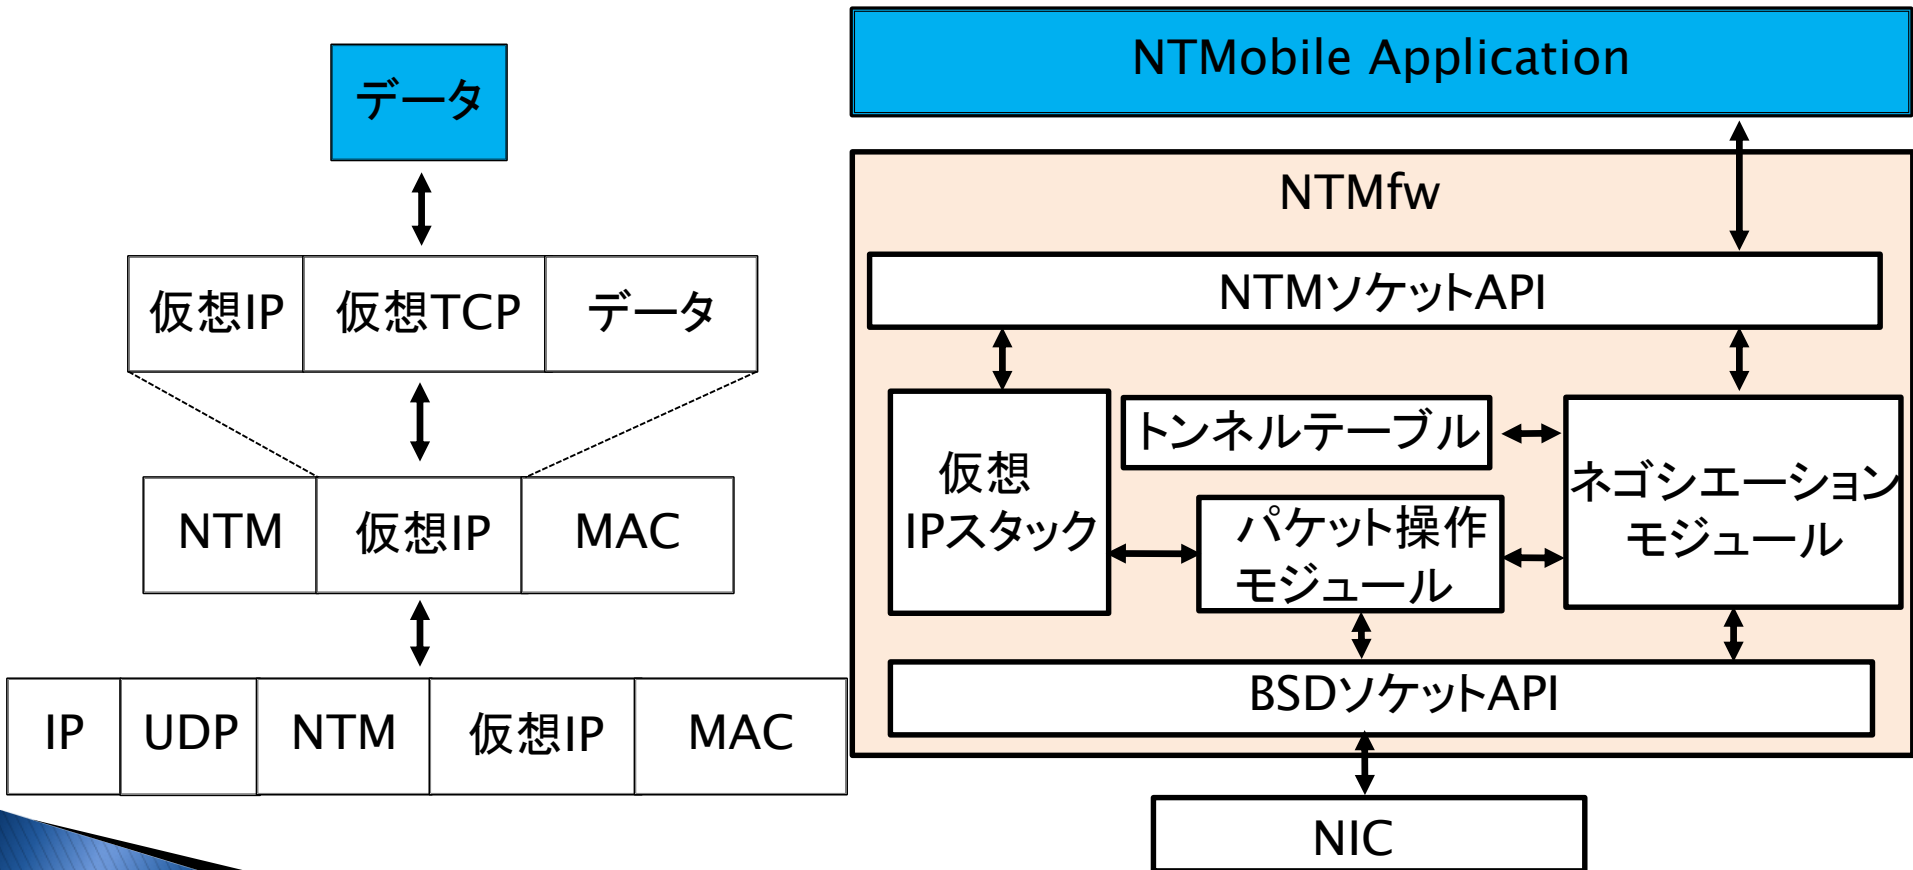 データ
仮想IP 仮想TCP データ
NTM 仮想IP MAC
IP UDP NTM 仮想IP MAC
NTMobile Application
NTMfw
NTMソケットAPI
仮想
IPスタック
トンネルテーブル
パケット操作
モジュール
ネゴシエーション
モジュール
BSDソケットAPI
NIC